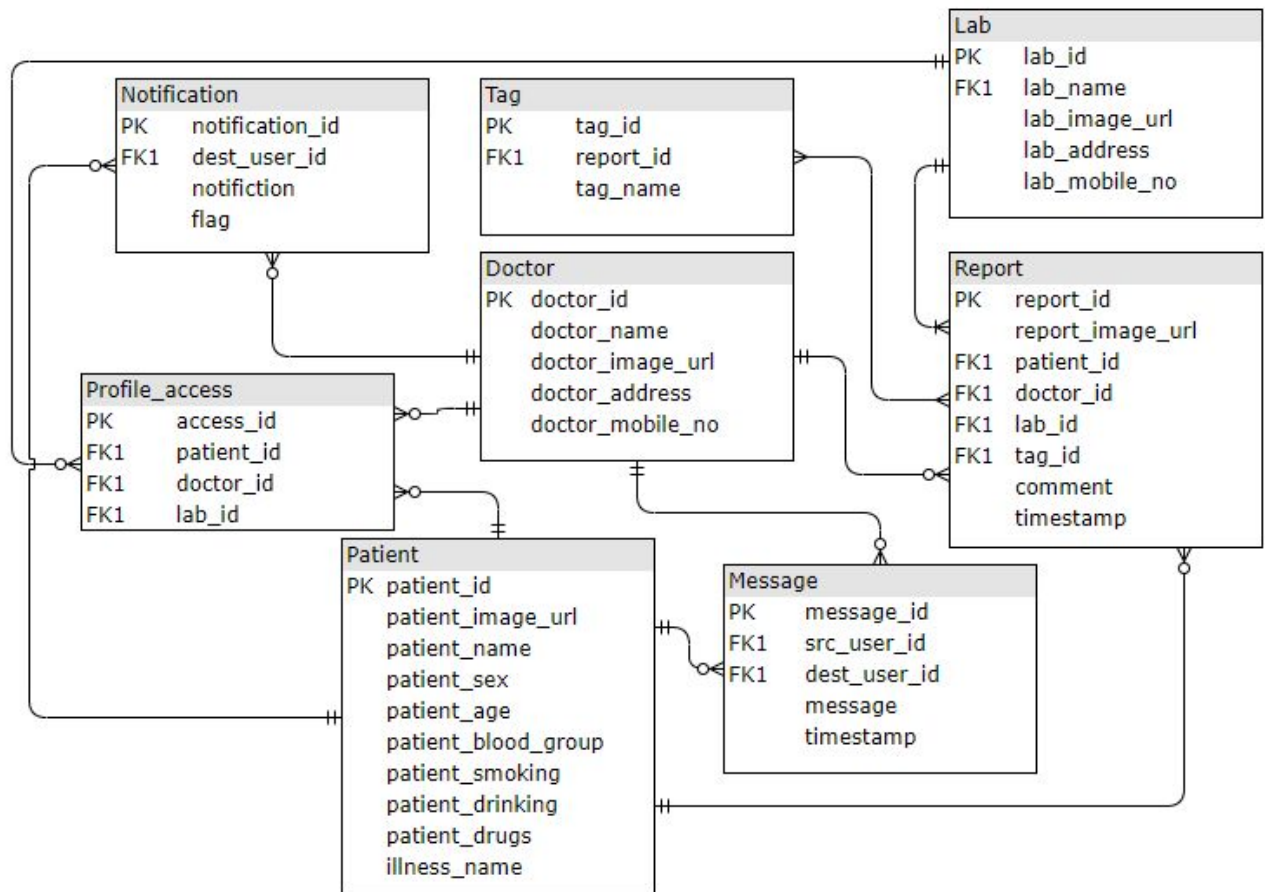 Lab
PK lab_id
FK1 lab_name
lab_image_url
lab_address
lab_mobile_no
Notification
PK notification_id
FK1 dest_user_id
notifiction
flag
Tag
PK tag_id
FK1 report_id
tag_name
Doctor
PK doctor_id
doctor_name
doctor_image_url
doctor_address
doctor_mobile_no
Report
PK report_id
report_image_url
FK1 patient_id
FK1 doctor_id
FK1 lab_id
FK1 tag_id
comment
timestamp
Profile_access
PK access_id
FK1 patient_id
FK1 doctor_id
FK1 lab_id
Patient
PK patient_id
patient_image_url
patient_name
patient_sex
patient_age
patient_blood_group
patient_smoking
patient_drinking
patient_drugs
illness_name
Message
PK message_id
FK1 src_user_id
FK1 dest_user_id
message
timestamp